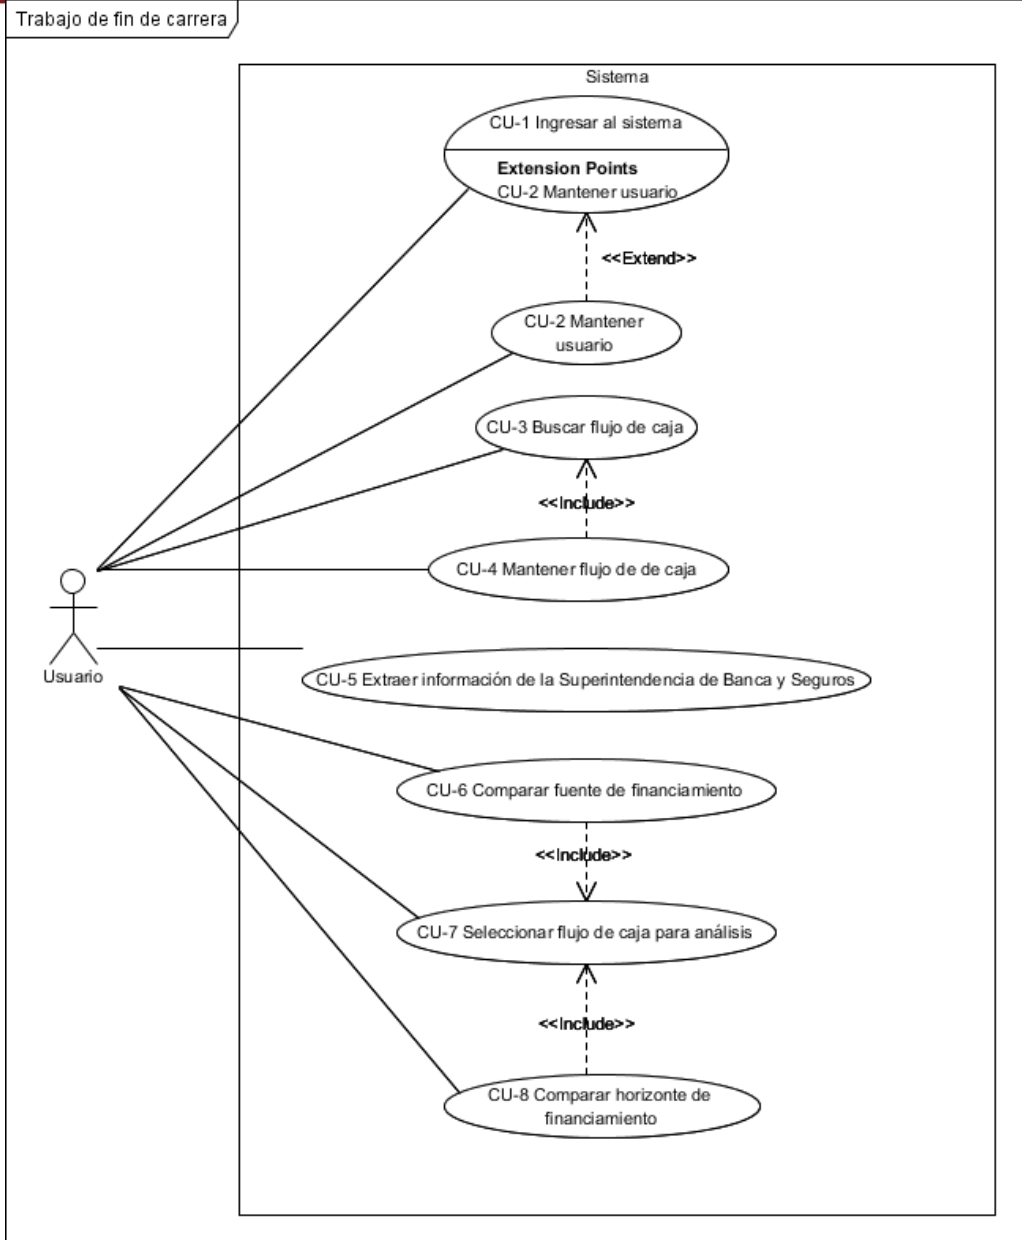 Trabajo de fin de carrera
Sistema
CU-1 Ingresar al sistema
Extension Points
CU-2 Mantener usuario
<<Extend>>
CU-2 Mantener
usuario
CU-3 Buscar flujo de caja
<<Include>>
CU-4 Mantener flujo de de caja
Usuario
CU-5 Extraer información de la Superintendencia de Banca y Seguros
CU-6 Comparar fuente de financiamiento
<<Include>>
CU-7 Seleccionar flujo de caja para análisis
<<Include>>
CU-8 Comparar horizonte de
financiamiento